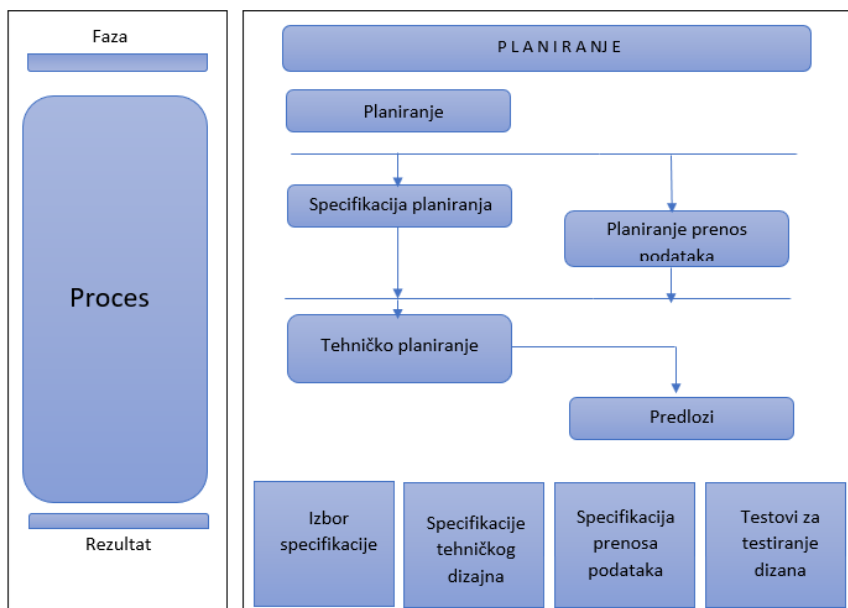 Faza
Proces
Rezultat
P L A N I R A NJ E
Planiranje
Specifikacija planiranja
Planiranje prenos
podataka
Tehničko planiranje
Predlozi
Izbor
specifikacije
Specifikacije
tehničkog
dizajna
Specifikacija
prenosa
podataka
Testovi za
testiranje
dizana